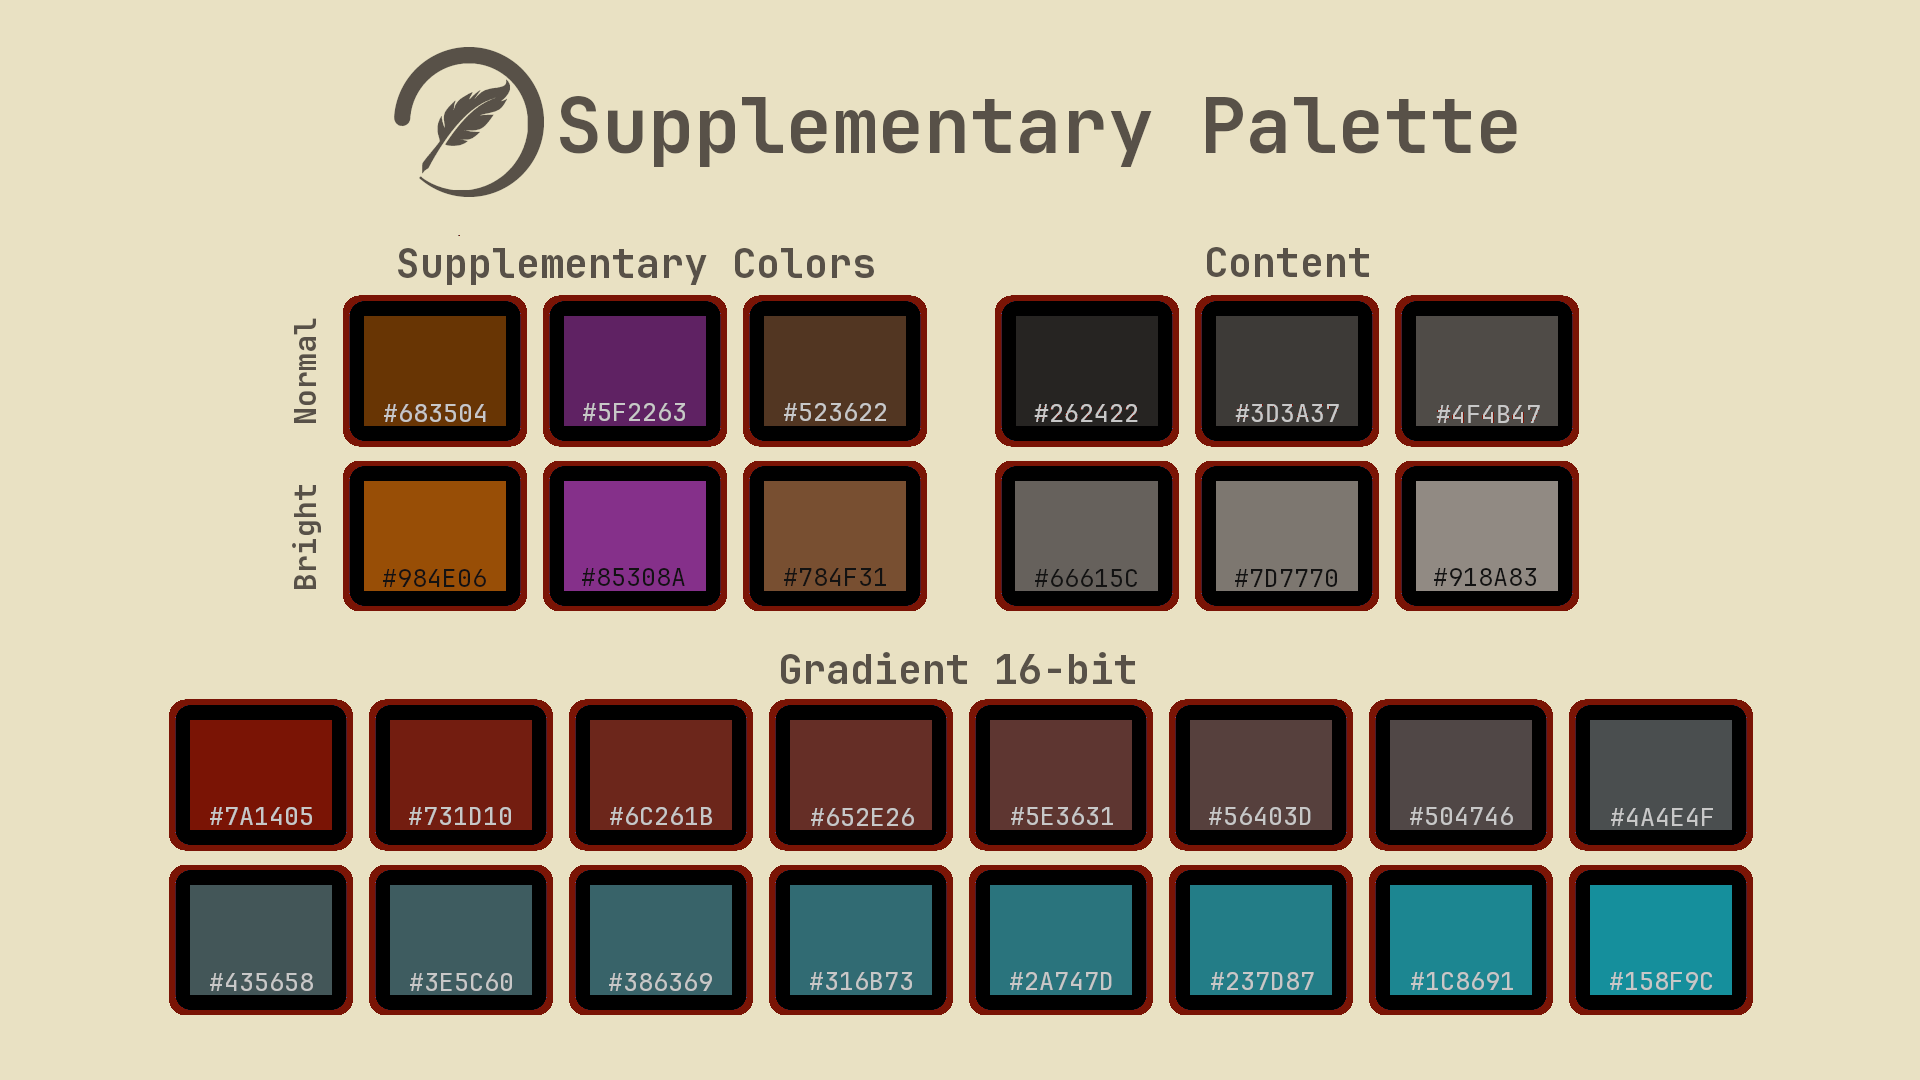 Supplementary Palette
Supplementary Colors
Content
Normal
#683504 #5F2263 #523622 #262422 #3D3A37 #4F4B47
Bright
#984E06 #85308A #784F31 #66615C #7D7770 #918A83
Gradient 16-bit
#7A1405 #731D10 #6C261B #652E26 #5E3631 #56403D #504746 #4A4E4F
#435658 #3E5C60 #386369 #316B73 #2A747D #237D87 #1C8691 #158F9C